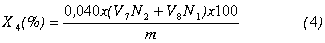 X₄(%) = 0,040x(V₇N₂ + V₈N₁)x100 / m (4)